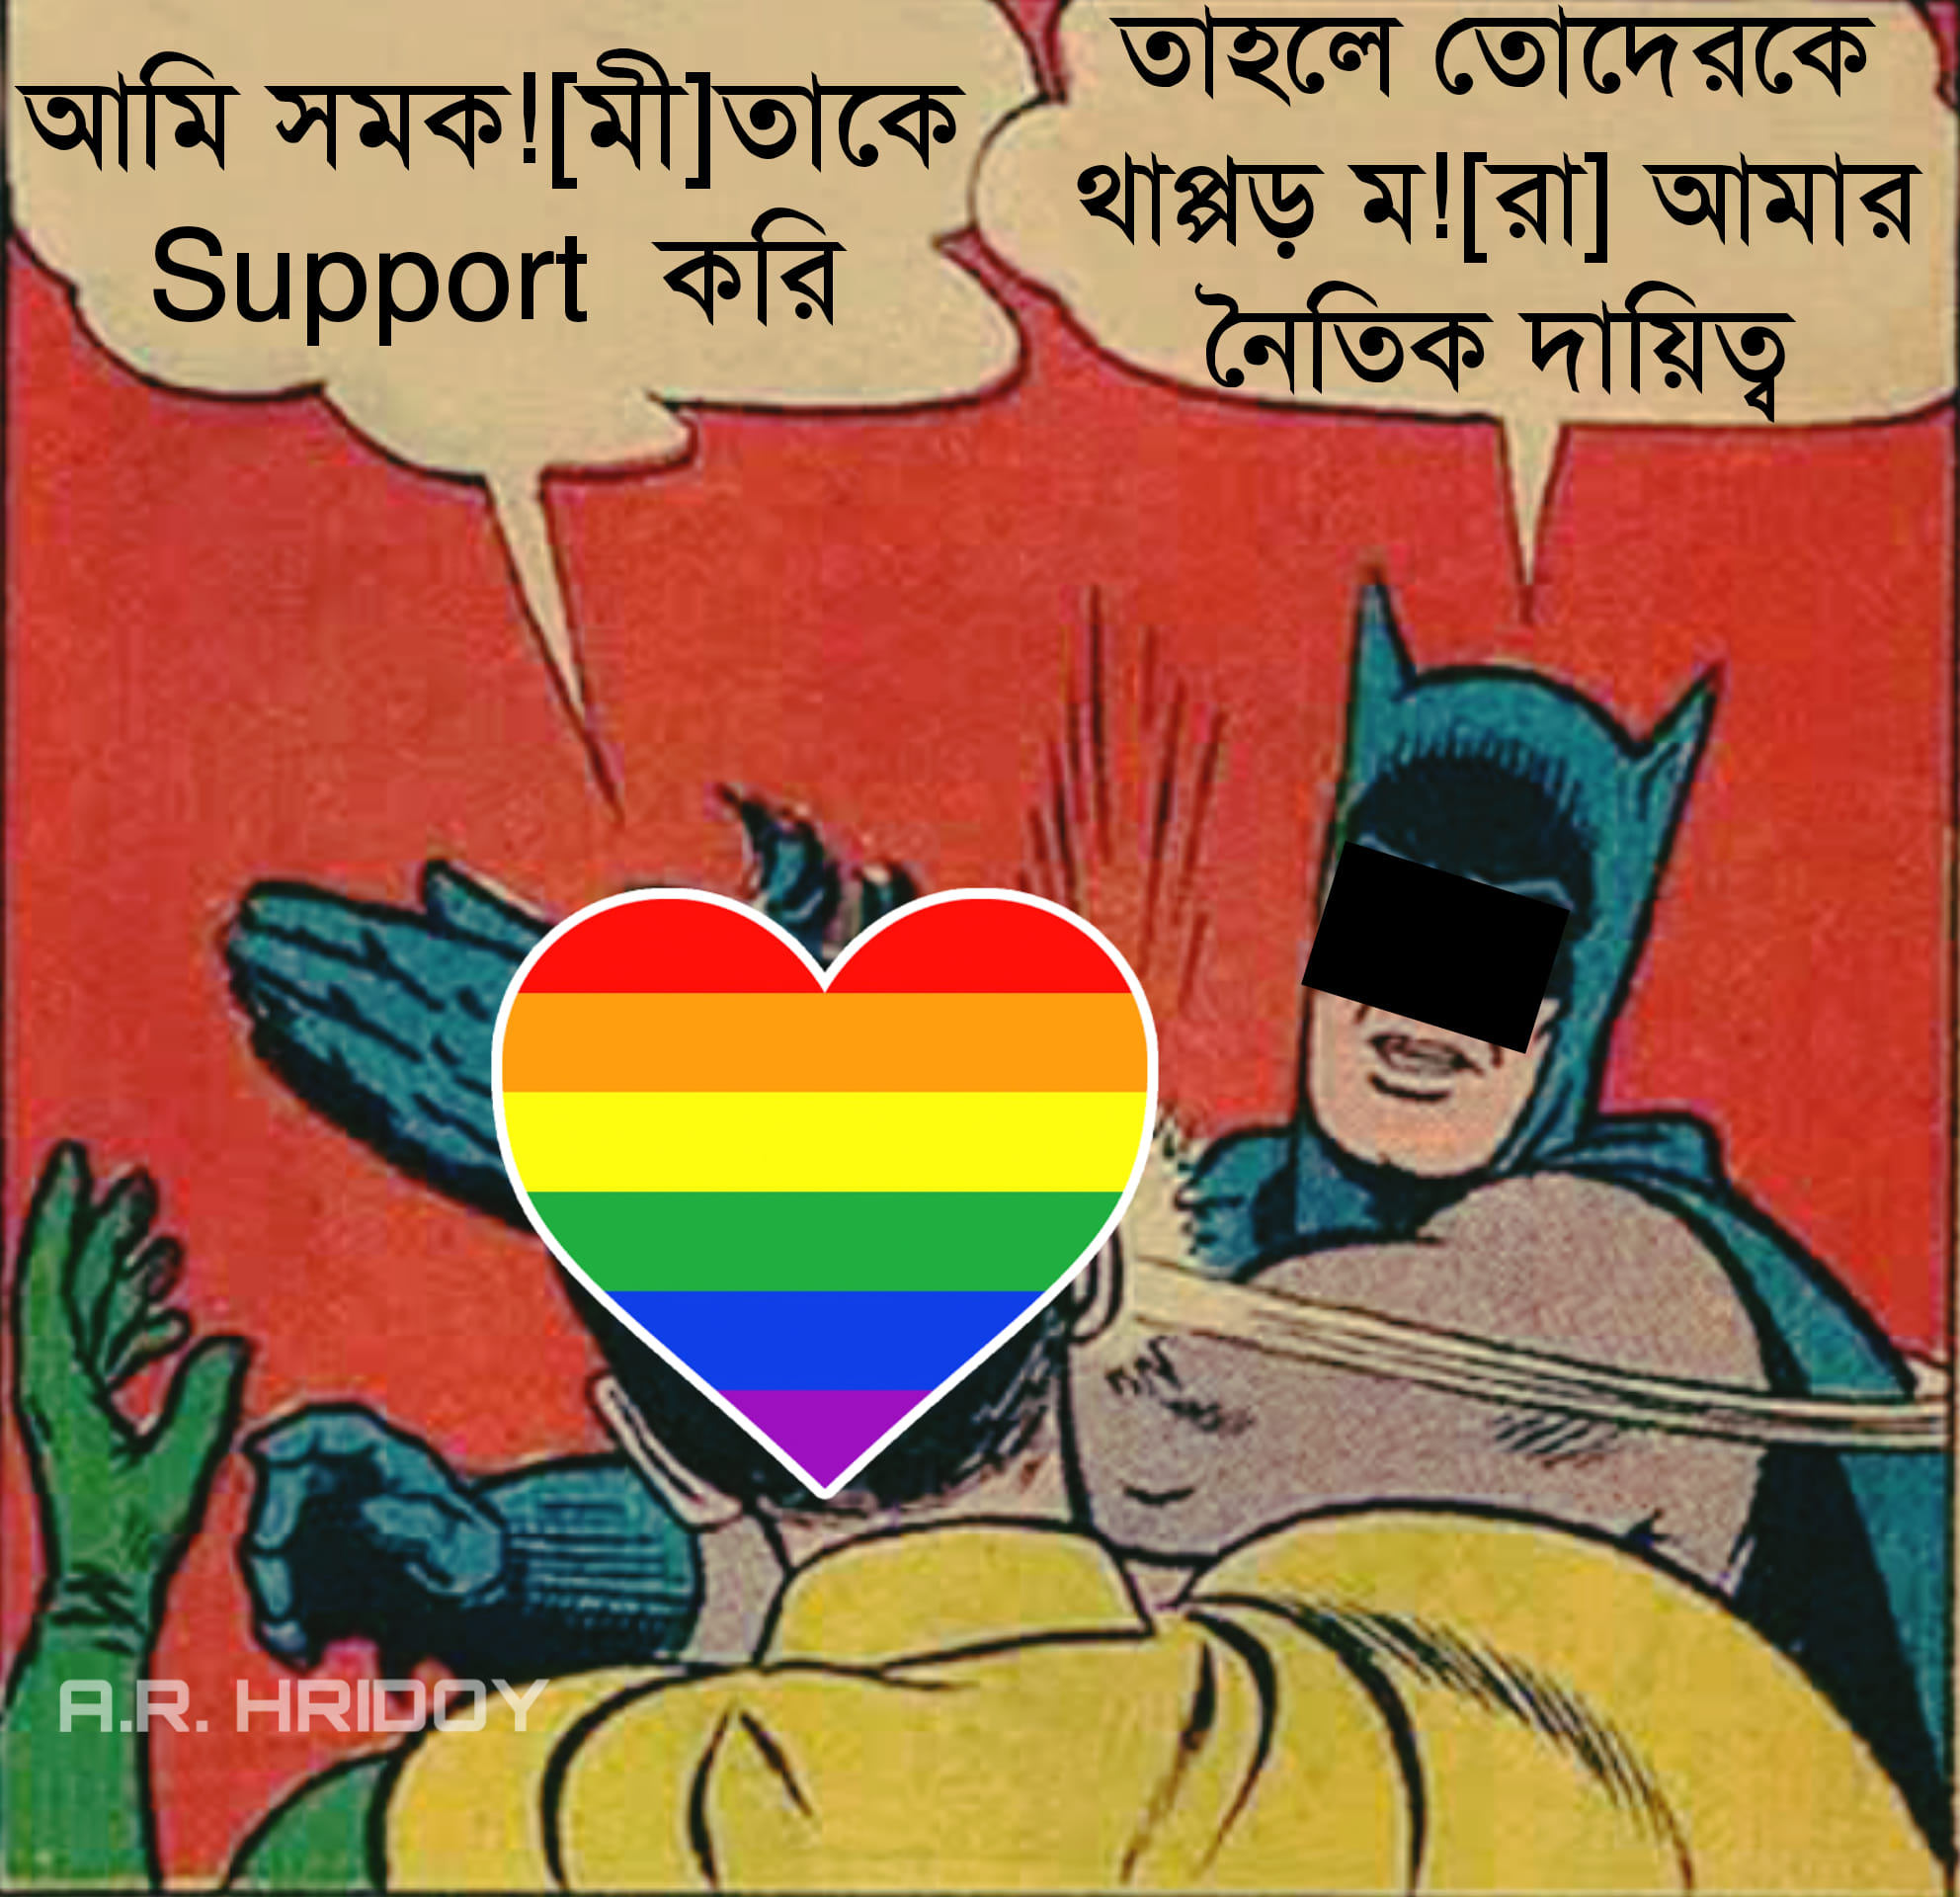 আমি সমক![মী]তাকে
Support করি
তাহলে তোদেরকে
থাপ্পড় ম![রা] আমার
নৈতিক দায়িত্ব
A.R. HRIDOY